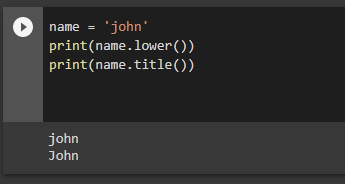 name = 'john'
print(name.lower())
print(name.title())
john
John